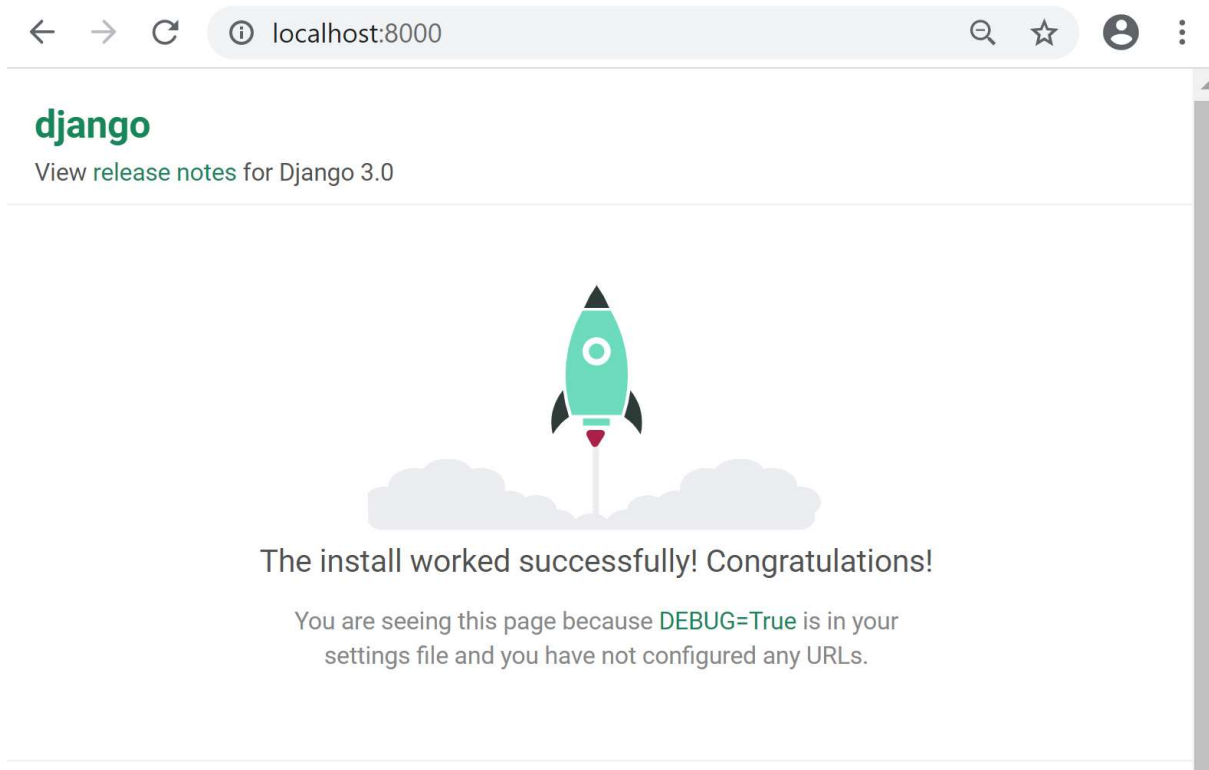 localhost:8000
django
View release notes for Django 3.0
The install worked successfully! Congratulations!
You are seeing this page because DEBUG=True is in your
settings file and you have not configured any URLs.